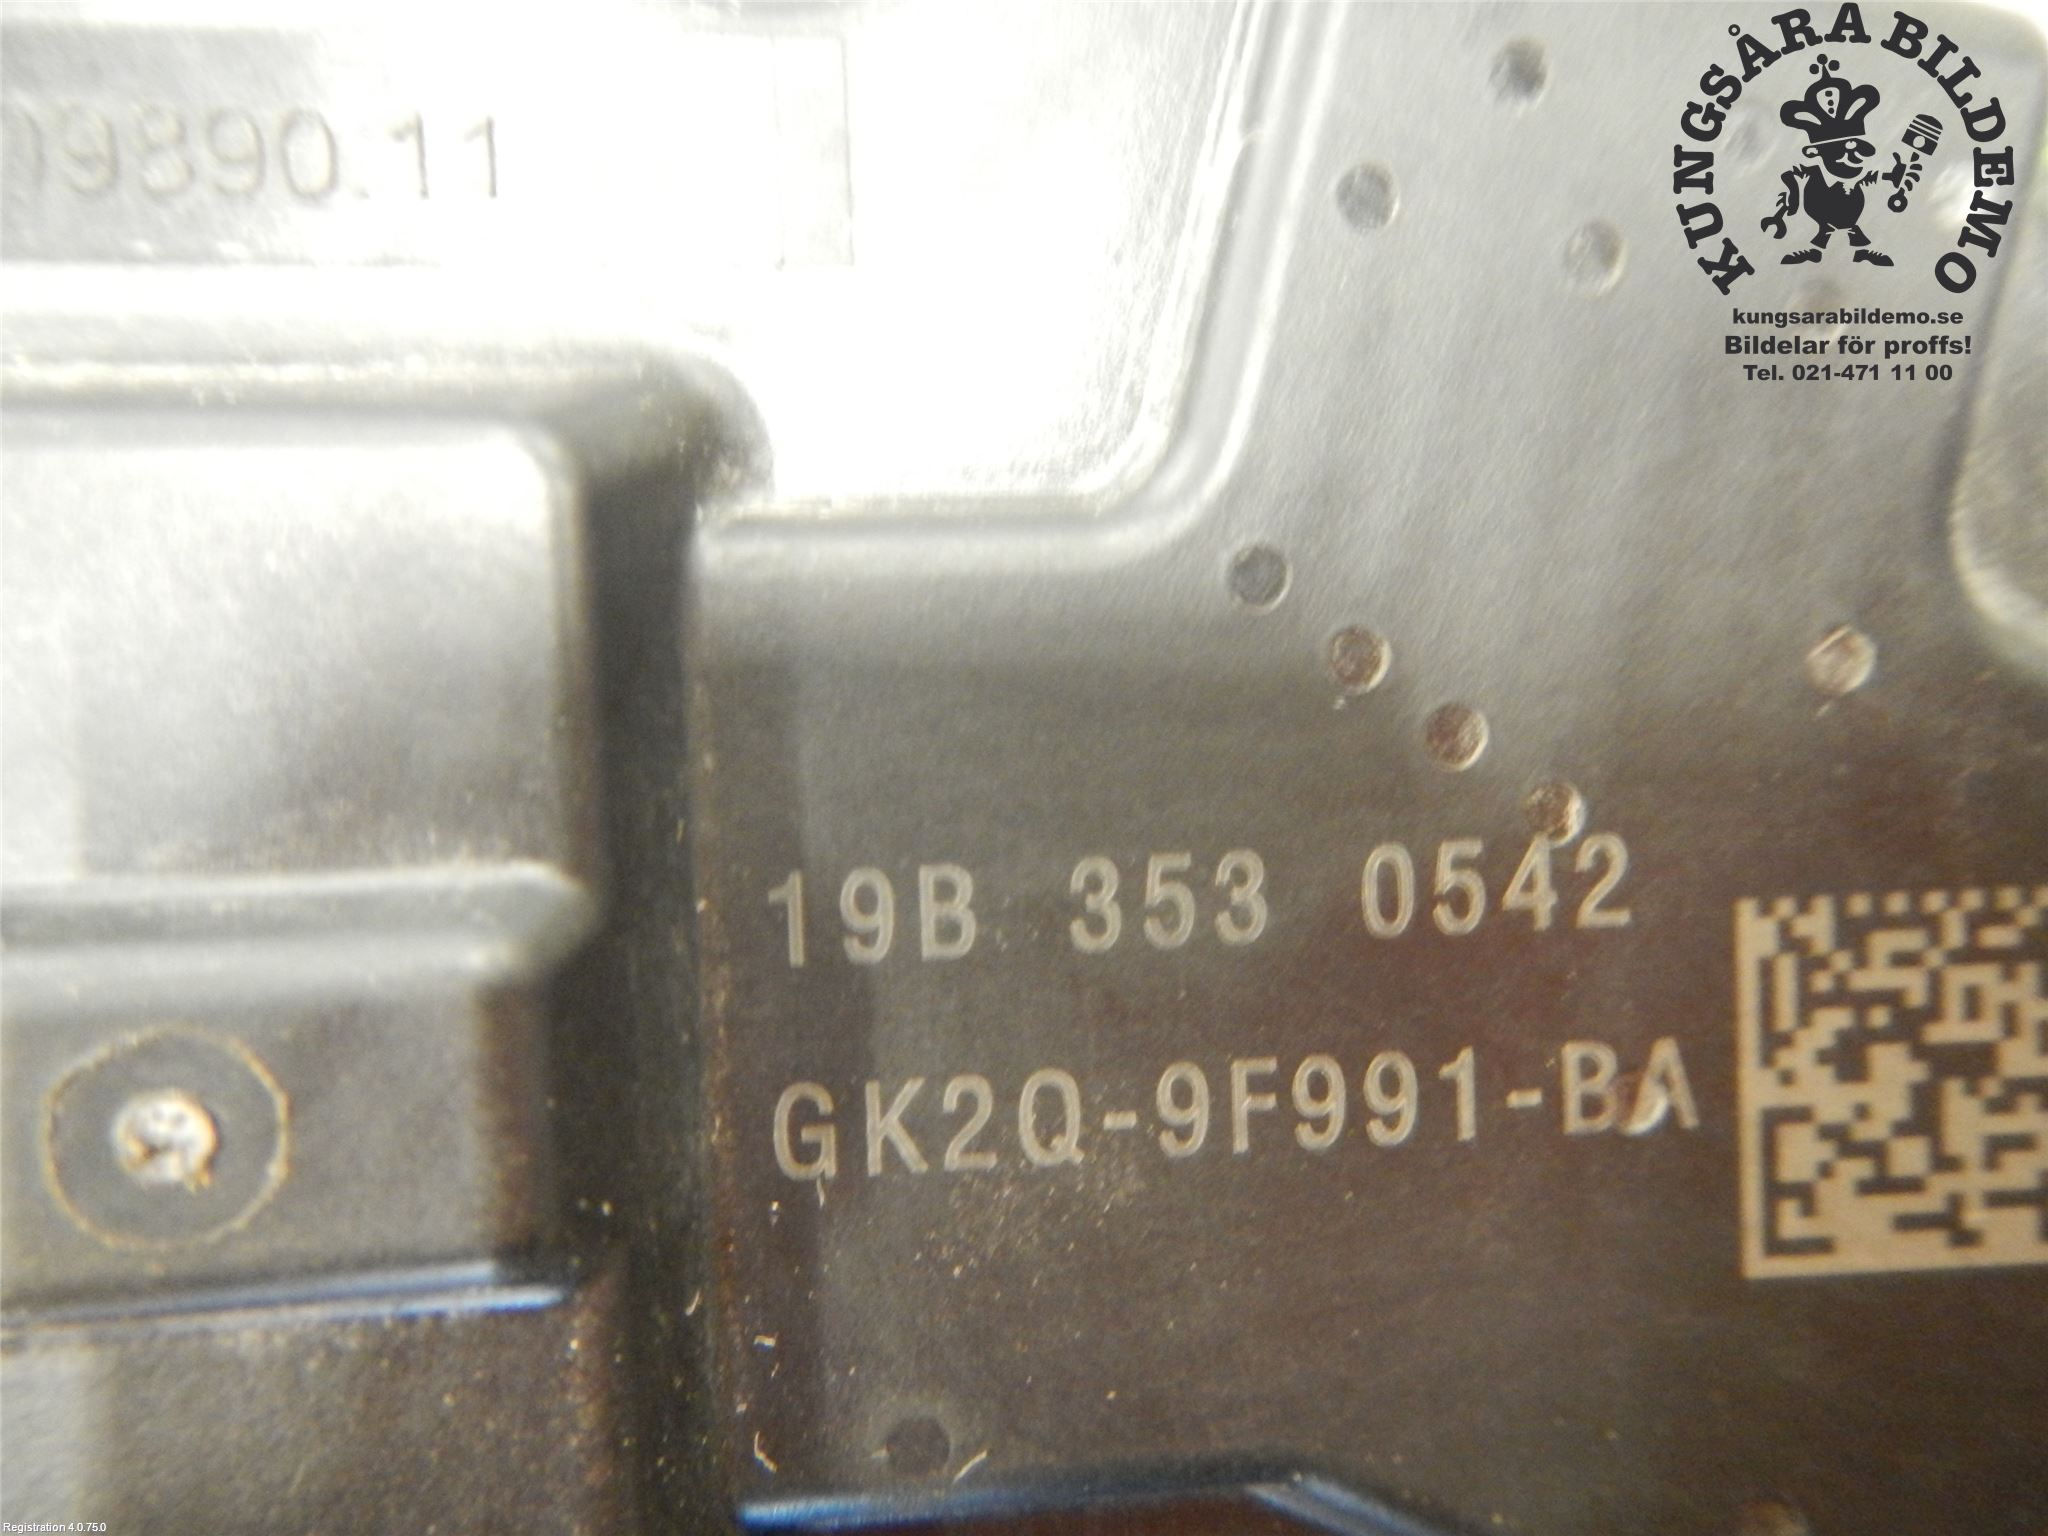 09890.11
KUNGSÅRA BILDEMO
kungsarabildemo.se
Bildelar för proffs!
Tel. 021-471 11 00
19B 353 0542
GK2Q-9F991-BA
Registration 4.0.75.0